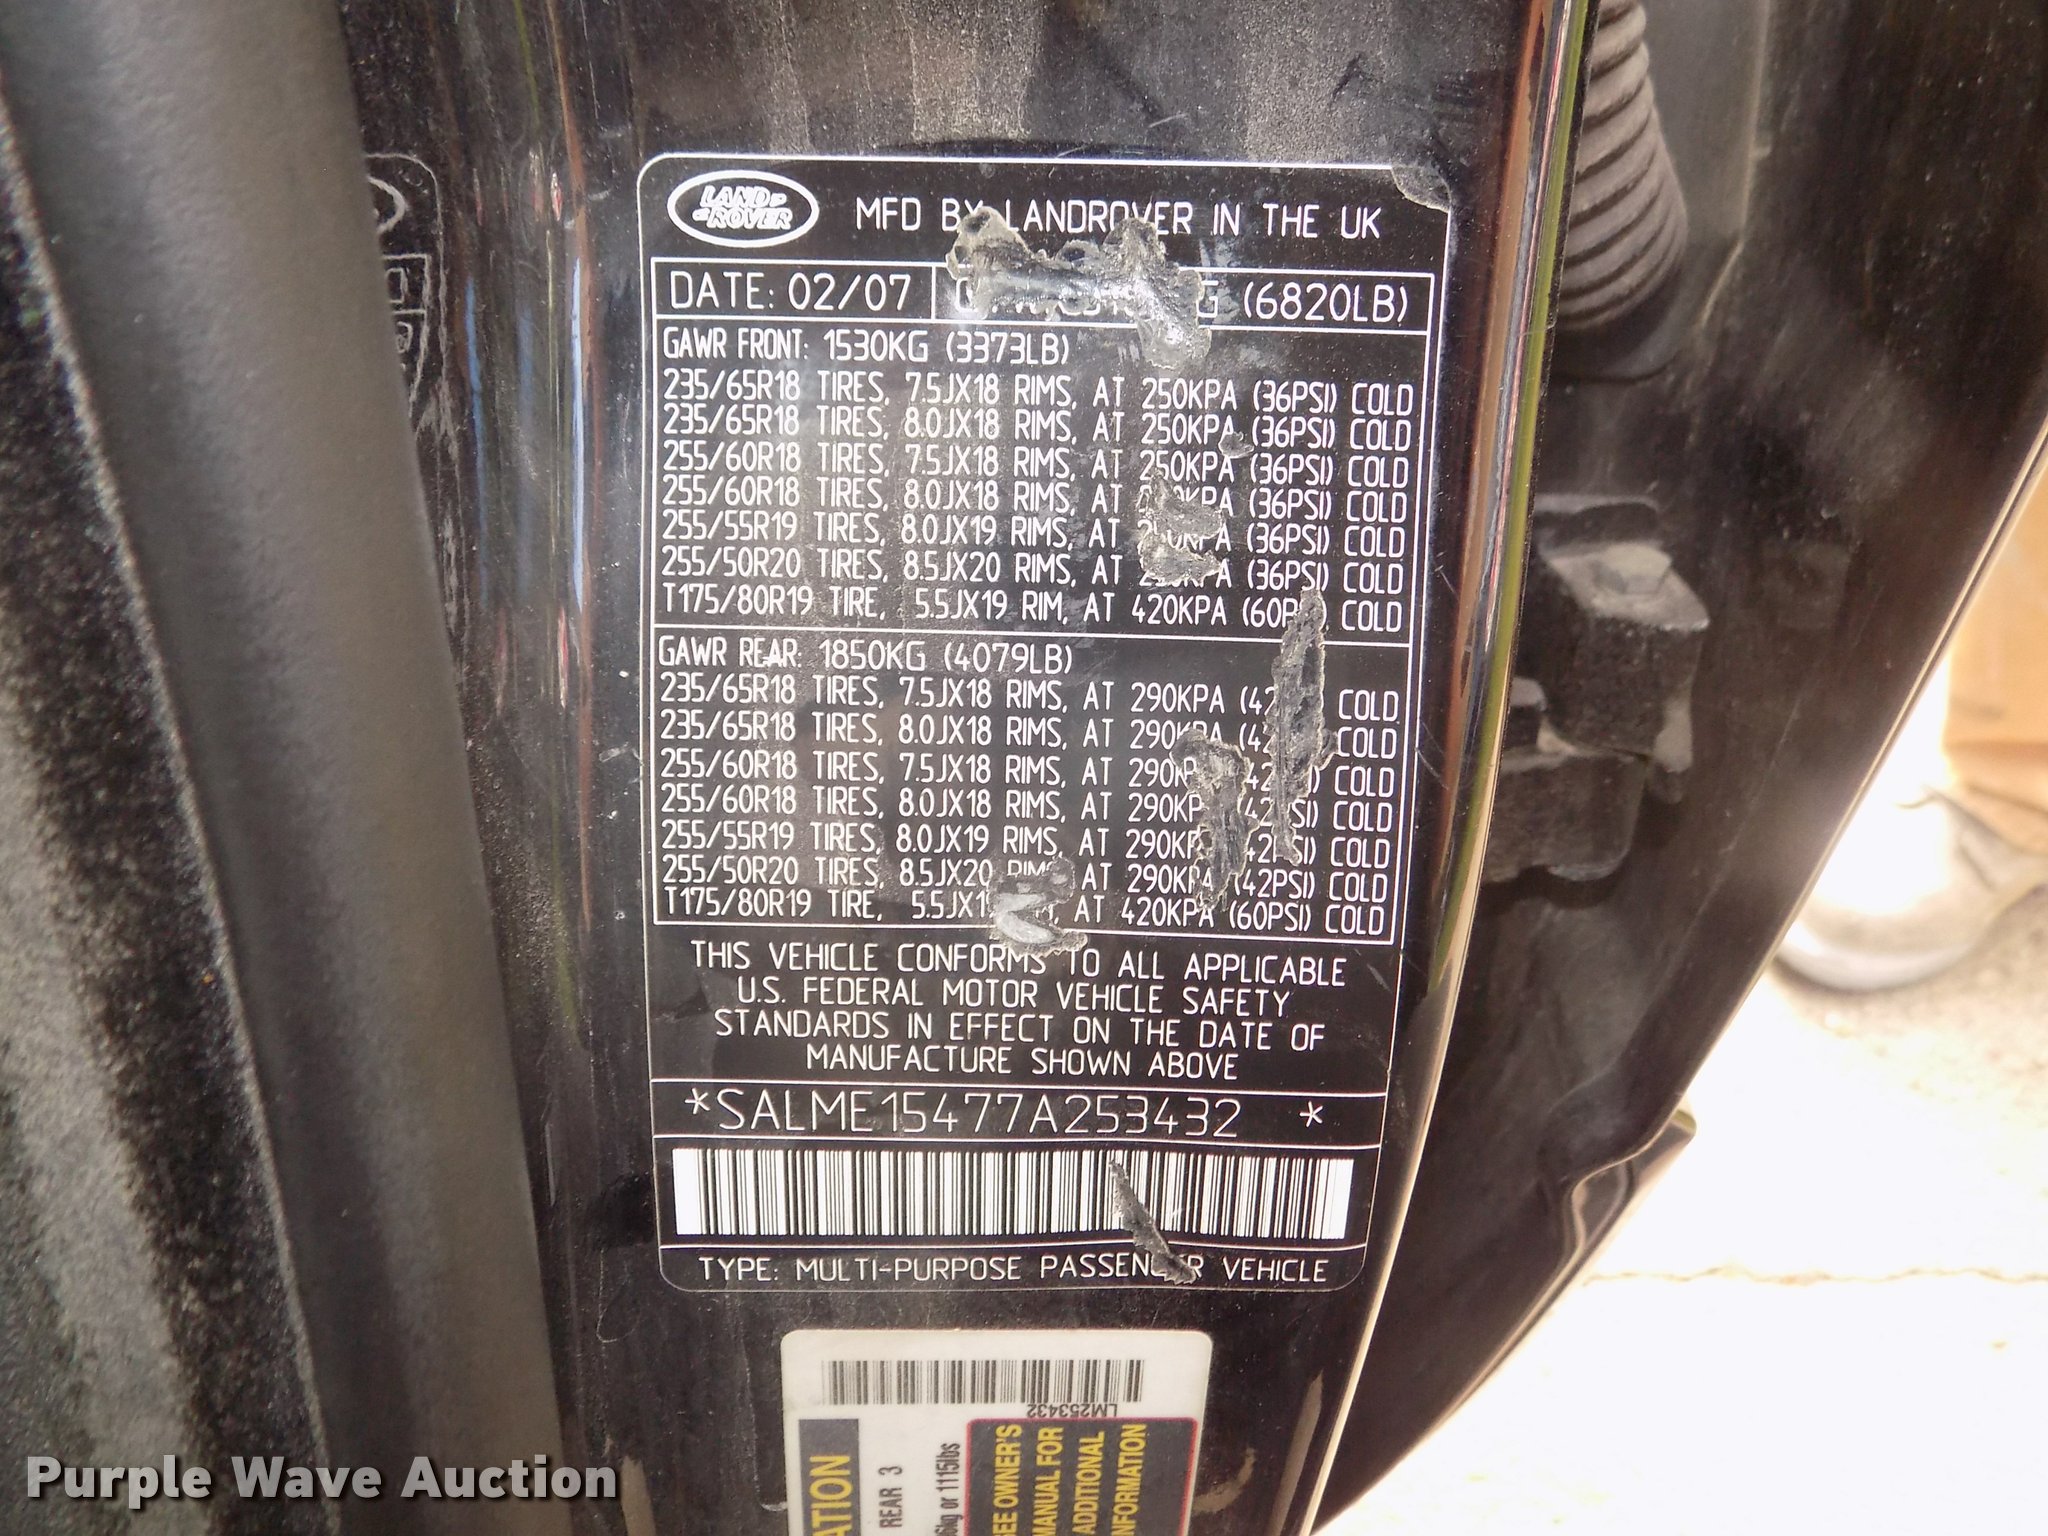 LAND ROVER
MFD BY LANDROVER IN THE UK
DATE: 02/07
(6820LB)
GAWR FRONT: 1530KG (3373LB)
235/65R18 TIRES, 7.5JX18 RIMS, AT 250KPA (36PSI) COLD
235/65R18 TIRES, 8.0JX18 RIMS, AT 250KPA (36PSI) COLD
255/60R18 TIRES, 7.5JX18 RIMS, AT 250KPA (36PSI) COLD
255/60R18 TIRES, 8.0JX18 RIMS, AT (36PSI) COLD
255/55R19 TIRES, 8.0JX19 RIMS, AT (36PSI) COLD
255/50R20 TIRES, 8.5JX20 RIMS, AT (36PSI) COLD
T175/80R19 TIRE, 5.5JX19 RIM, AT 420KPA COLD
GAWR REAR: 1850KG (4079LB)
235/65R18 TIRES, 7.5JX18 RIMS, AT 290KPA COLD
235/65R18 TIRES, 8.0JX18 RIMS, AT 290KPA COLD
255/60R18 TIRES, 7.5JX18 RIMS, AT COLD
255/60R18 TIRES, 8.0JX18 RIMS, AT COLD
255/55R19 TIRES, 8.0JX19 RIMS, AT COLD
255/50R20 TIRES, 8.5JX20 AT 290KPA (42PSI) COLD
T175/80R19 TIRE, AT 420KPA (60PSI) COLD
THIS VEHICLE CONFORMS TO ALL APPLICABLE
U.S. FEDERAL MOTOR VEHICLE SAFETY
STANDARDS IN EFFECT ON THE DATE OF
MANUFACTURE SHOWN ABOVE
*SALME15477A253432 *
TYPE: MULTI-PURPOSE PASSENGER VEHICLE
LM253432
REAR 3
or 1115lbs
OWNER'S
MANUAL FOR
ADDITIONAL
Purple Wave Auction